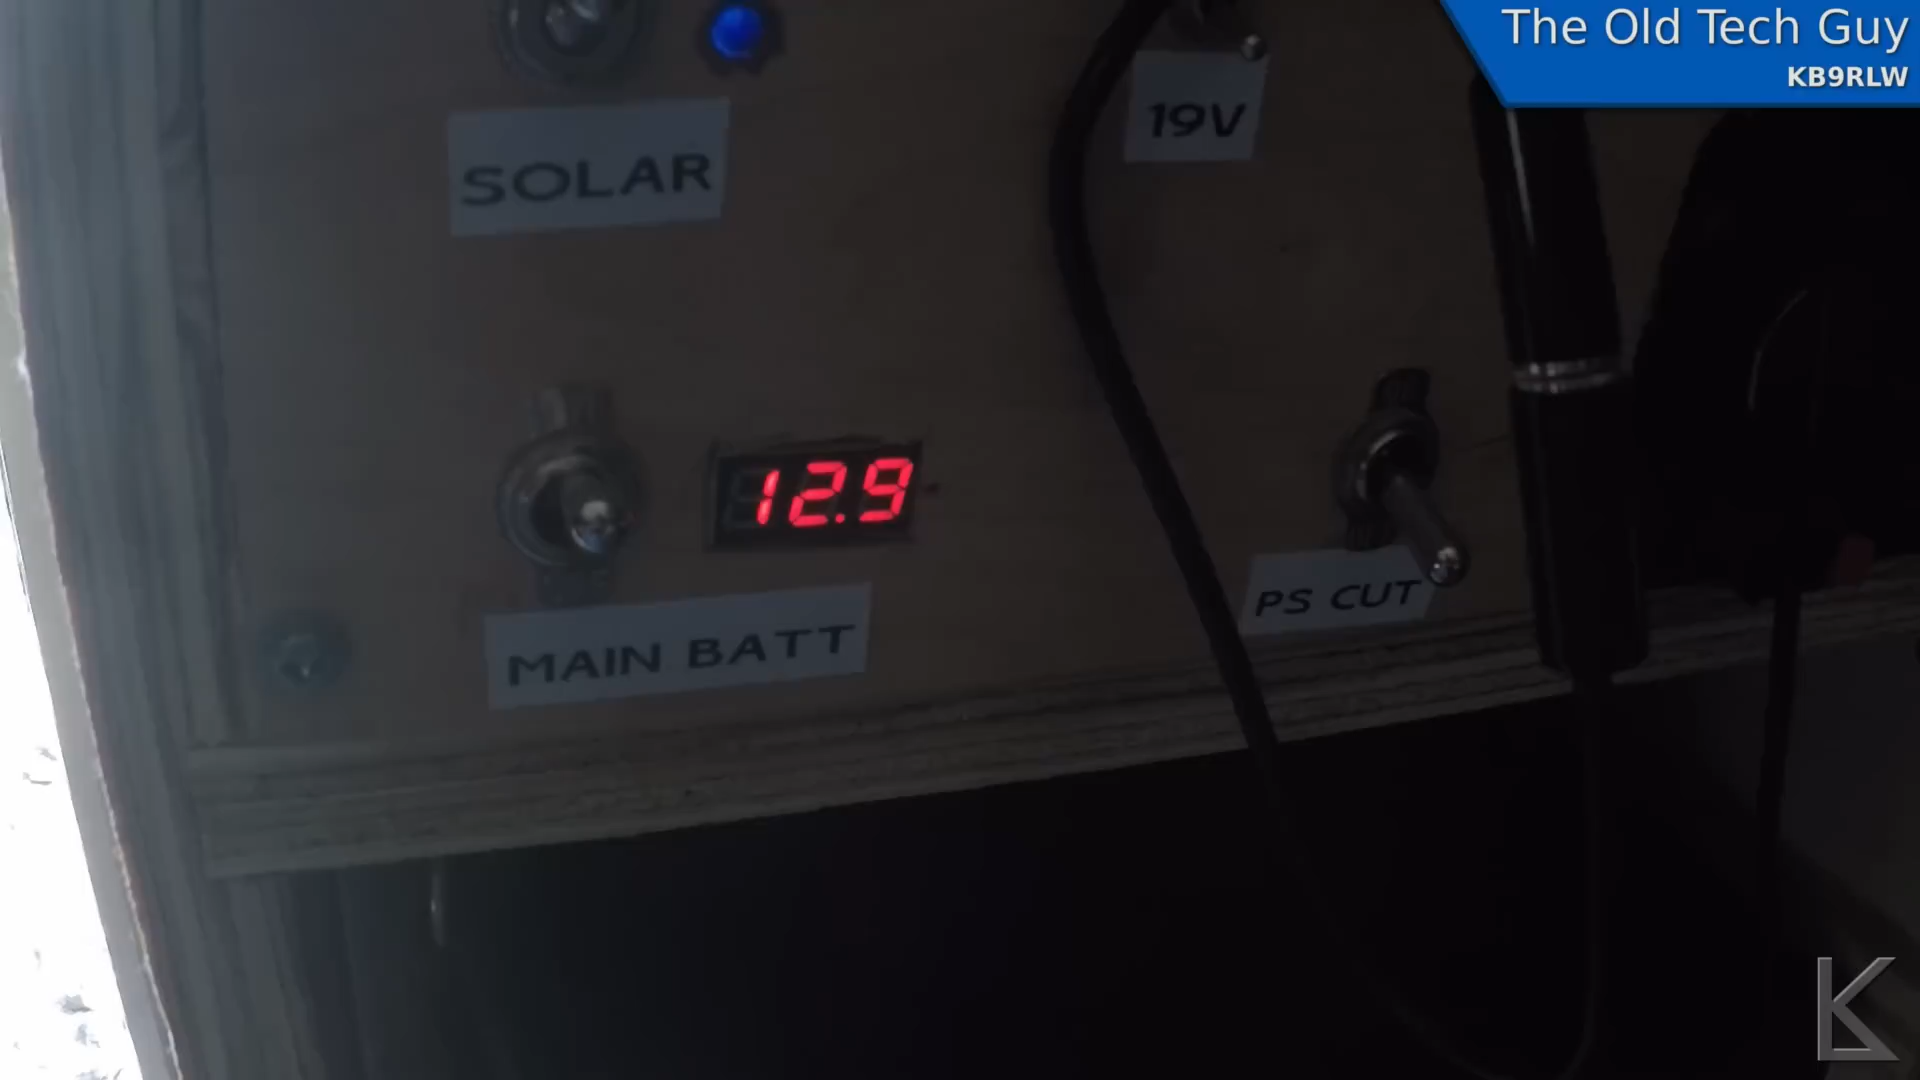 The Old Tech Guy
KB9RLW
19V
SOLAR
12.9
PS CUT
MAIN BATT